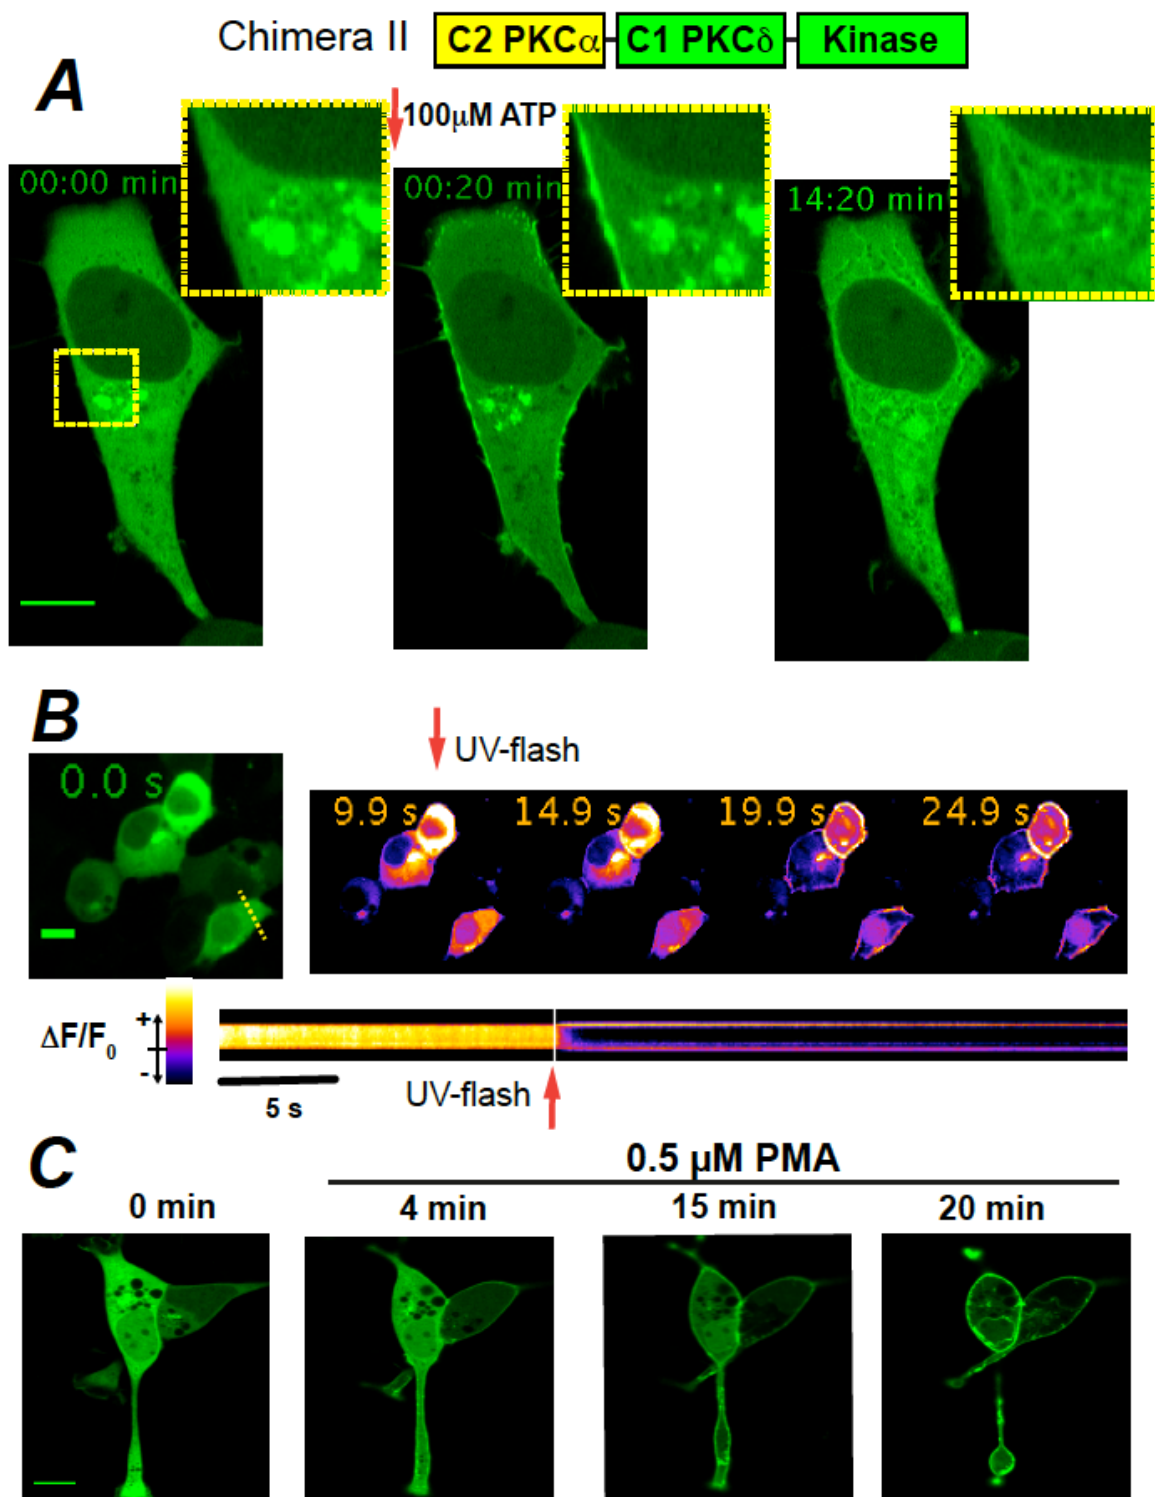 Chimera II
C2 PKCα
C1 PKCδ
Kinase
A
100µM ATP
00:00 min
00:20 min
14:20 min
B
UV-flash
0.0 s
9.9 s
14.9 s
19.9 s
24.9 s
ΔF/F0
+
-
5 s
UV-flash
C
0.5 µM PMA
0 min
4 min
15 min
20 min